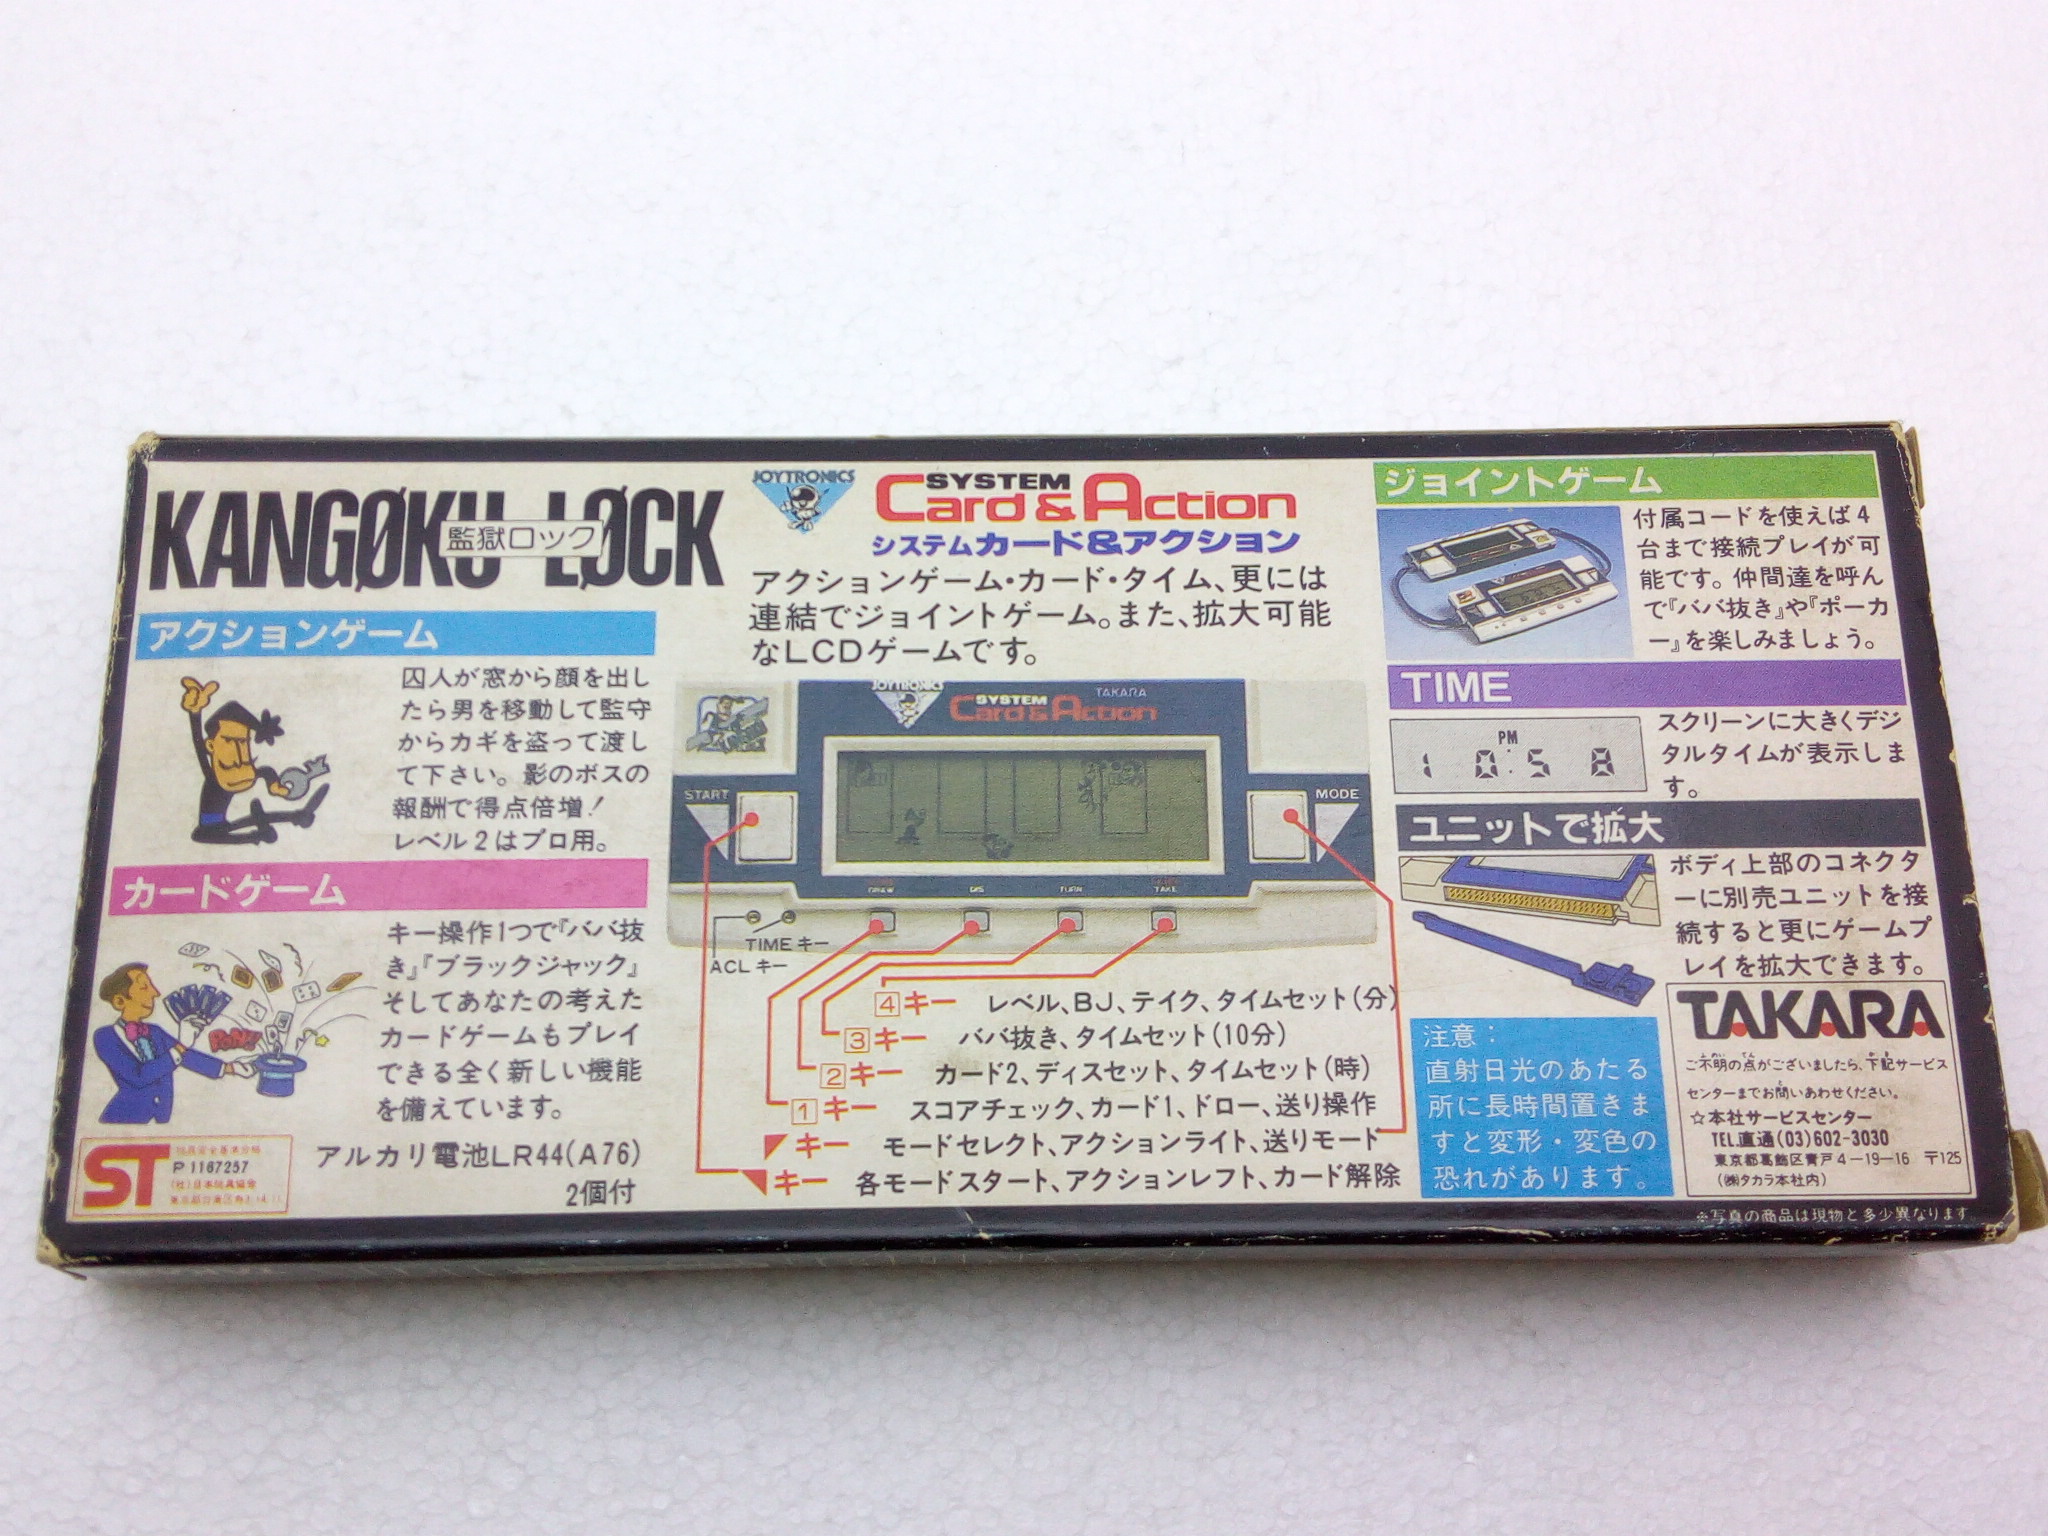 KANGØKU LØCK
監獄ロック
アクションゲーム
囚人が窓から顔を出し
たら男を移動して監守
からカギを盗って渡し
て下さい。影のボスの
報酬で得点倍増!
レベル2はプロ用。
カードゲーム
キー操作1つで『ババ抜
き』『ブラックジャック』
そしてあなたの考えた
カードゲームもプレイ
できる全く新しい機能
を備えています。
ST
P 1167257
(社)日本玩具協会
アルカリ電池LR44(A76)
2個付
JOYTRONICS
SYSTEM
Card & Action
システムカード&アクション
アクションゲーム・カード・タイム、更には
連結でジョイントゲーム。また、拡大可能
なLCDゲームです。
JOYTRONICS
SYSTEM
Card & Action
TAKARA
START
MODE
DIS
TURN
TAKE
TIME キー
ACL キー
4キー レベル、BJ、テイク、タイムセット(分)
3キー ババ抜き、タイムセット(10分)
2キー カード2、ディスセット、タイムセット(時)
1キー スコアチェック、カード1、ドロー、送り操作
◤キー モードセレクト、アクションライト、送りモード
◥キー 各モードスタート、アクションレフト、カード解除
ジョイントゲーム
付属コードを使えば4
台まで接続プレイが可
能です。仲間達を呼ん
で『ババ抜き』や『ポーカ
ー』を楽しみましょう。
TIME
PM
10:58
スクリーンに大きくデジ
タルタイムが表示しま
す。
ユニットで拡大
ボディ上部のコネクタ
ーに別売ユニットを接
続すると更にゲームプ
レイを拡大できます。
注意:
直射日光のあたる
所に長時間置きま
すと変形・変色の
恐れがあります。
TAKARA
ご不明の点がございましたら、下記サービス
センターまでお問いあわせください。
☆本社サービスセンター
TEL.直通(03)602-3030
東京都葛飾区青戸4-19-16 〒125
(㈱タカラ本社内)
※写真の商品は現物と多少異なります。